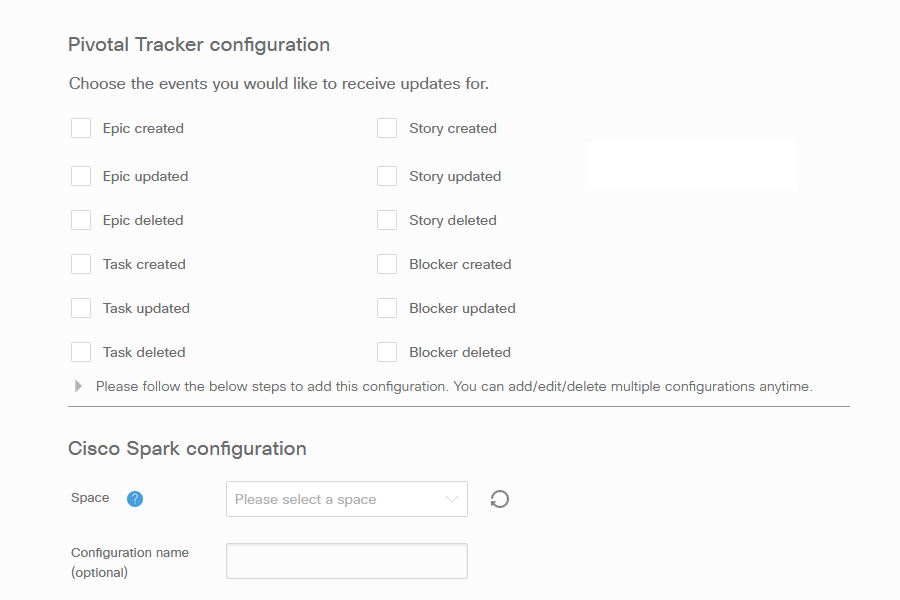 Pivotal Tracker configuration
Choose the events you would like to receive updates for.
Epic created
Story created
Epic updated
Story updated
Epic deleted
Story deleted
Task created
Blocker created
Task updated
Blocker updated
Task deleted
Blocker deleted
Please follow the below steps to add this configuration. You can add/edit/delete multiple configurations anytime.
Cisco Spark configuration
Space ? Please select a space
Configuration name
(optional)